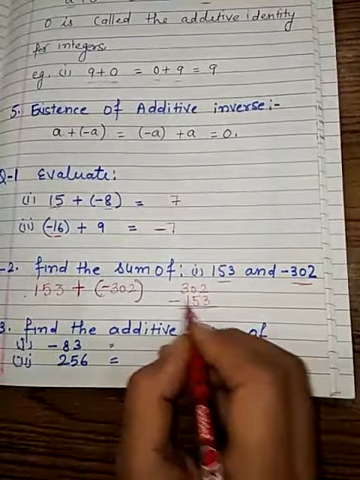 0 is called the additive identity
for integers
eg. (i) 9+0 = 0+9 = 9
5. Existence of Additive inverse:-
a+(-a) = (-a) +a = 0.
Q-1 Evaluate:
(i) 15 + (-8) = 7
(ii) (-16) + 9 = -7
-2. find the sum of: (i) 153 and -302
153 + (-302) 302
- 153
3. find the additive of
(i) -83 =
(ii) 256 =